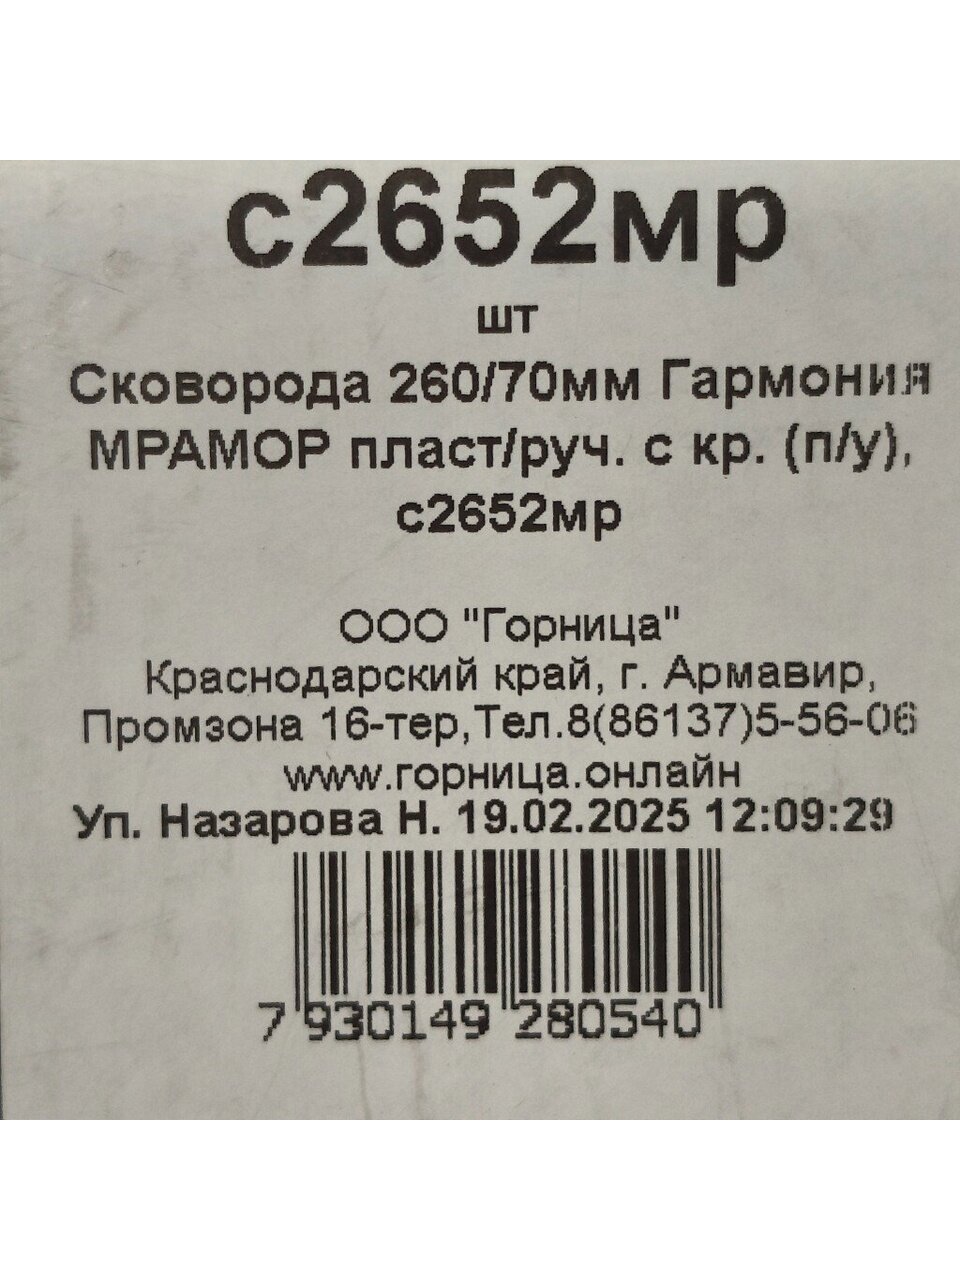 с2652мр
шт
Сковорода 260/70мм Гармония
МРАМОР пласт/руч. с кр. (п/у),
с2652мр
ООО "Горница"
Краснодарский край, г. Армавир,
Промзона 16-тер,Тел.8(86137)5-56-06
www.горница.онлайн
Уп. Назарова Н. 19.02.2025 12:09:29
7 930149 280540